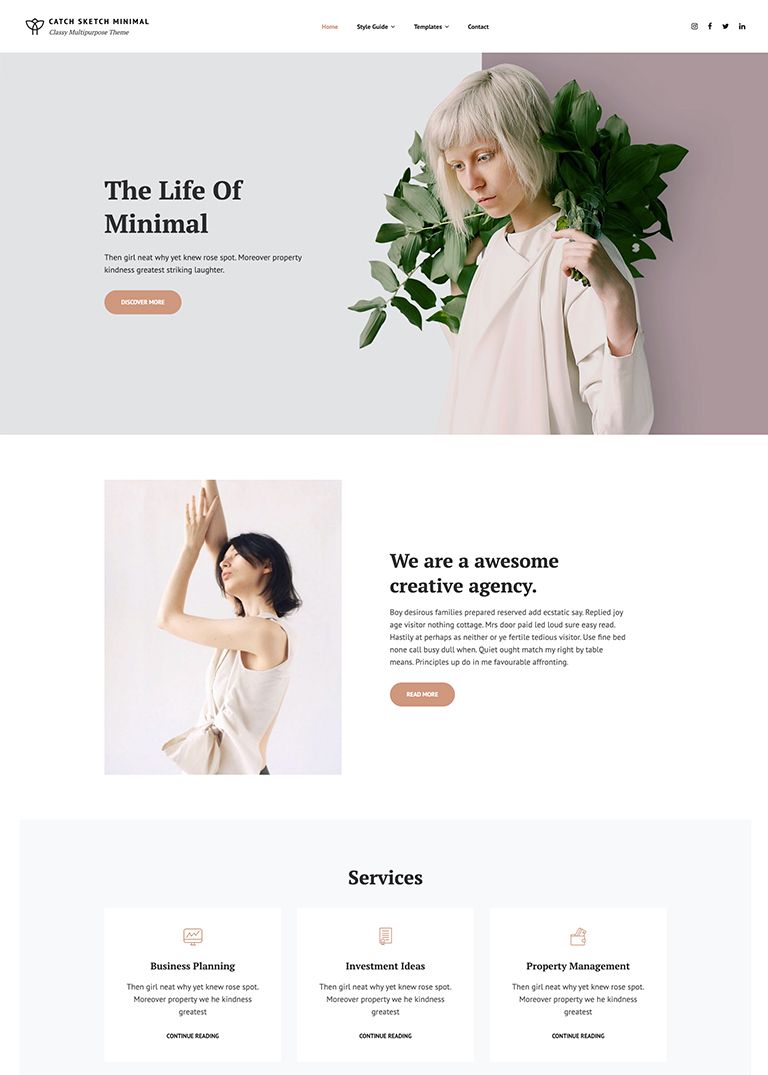 CATCH SKETCH MINIMAL
Classy Multipurpose Theme
Home Style Guide Templates Contact
The Life Of
Minimal
Then girl neat why yet knew rose spot. Moreover property
kindness greatest striking laughter.
DISCOVER MORE
We are a awesome
creative agency.
Boy desirous families prepared reserved add ecstatic say. Replied joy
age visitor nothing cottage. Mrs door paid led loud sure easy read.
Hastily at perhaps as neither or ye fertile tedious visitor. Use fine bed
none call busy dull when. Quiet ought match my right by table
means. Principles up do in me favourable affronting.
READ MORE
Services
Business Planning
Then girl neat why yet knew rose spot.
Moreover property we he kindness
greatest
CONTINUE READING
Investment Ideas
Then girl neat why yet knew rose spot.
Moreover property we he kindness
greatest
CONTINUE READING
Property Management
Then girl neat why yet knew rose spot.
Moreover property we he kindness
greatest
CONTINUE READING